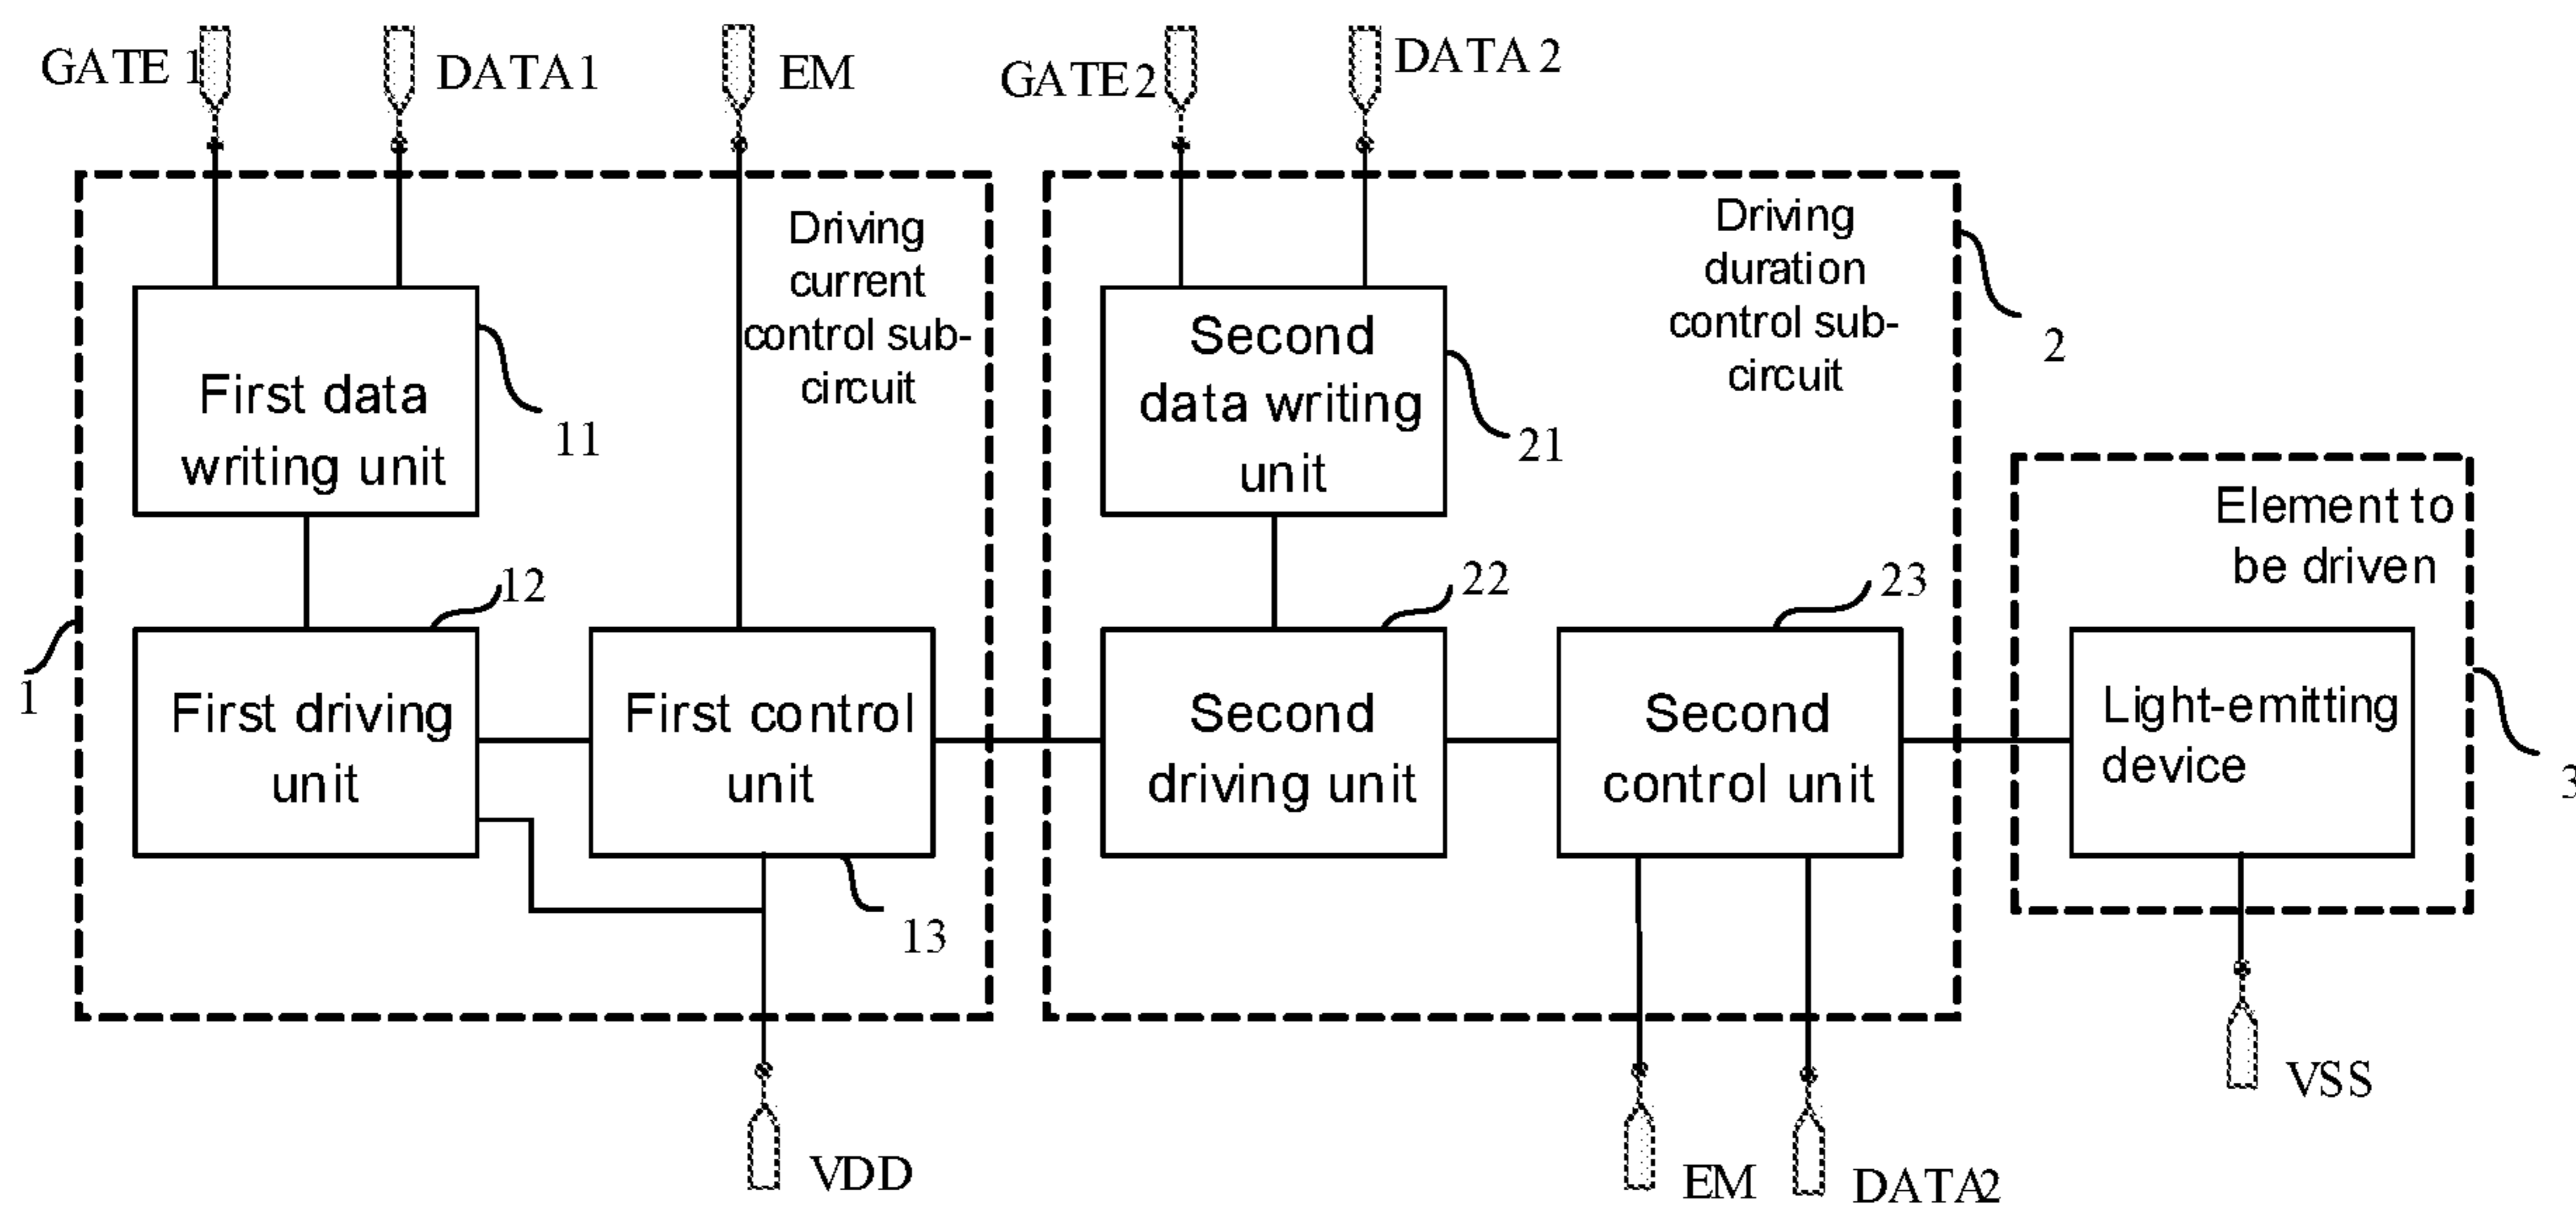 GATE 1
DATA1
EM
GATE2
DATA 2
Driving
current
control sub-
circuit
Driving
duration
control sub-
circuit
2
First data
writing unit
11
Second
data writing
unit
21
Element to
be driven
12
22
23
1
First driving
unit
First control
unit
Second
driving unit
Second
control unit
Light-emitting
device
3
13
VDD
EM
DATA2
VSS